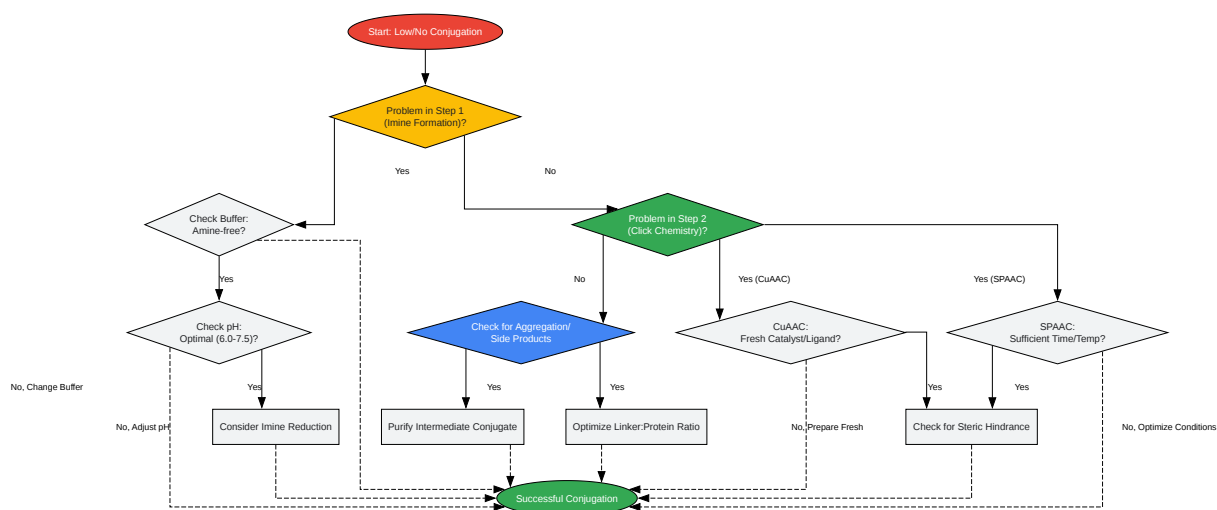 Start: Low/No Conjugation
Problem in Step 1
(Imine Formation)?
Yes
No
Check Buffer:
Amine-free?
Problem in Step 2
(Click Chemistry)?
Yes
No
Yes (CuAAC)
Yes (SPAAC)
Check pH:
Optimal (6.0-7.5)?
Check for Aggregation/
Side Products
CuAAC:
Fresh Catalyst/Ligand?
SPAAC:
Sufficient Time/Temp?
No, Change Buffer
Yes
Yes
Yes
Yes
Yes
No, Adjust pH
Consider Imine Reduction
Purify Intermediate Conjugate
Optimize Linker:Protein Ratio
No, Prepare Fresh
Check for Steric Hindrance
No, Optimize Conditions
Successful Conjugation